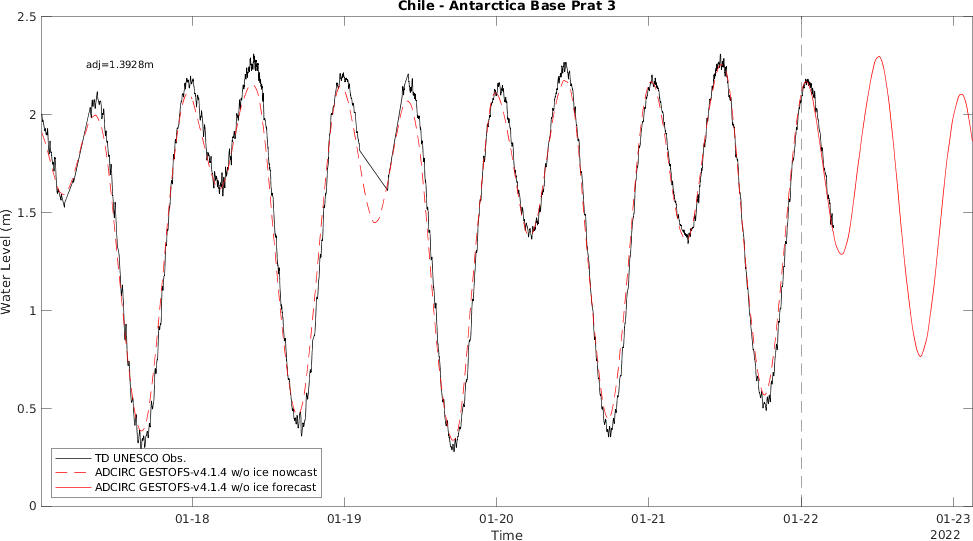 Chile - Antarctica Base Prat 3
2.5
adj=1.3928m
2
1.5
Water Level (m)
1
0.5
TD UNESCO Obs.
ADCIRC GESTOFS-v4.1.4 w/o ice nowcast
ADCIRC GESTOFS-v4.1.4 w/o ice forecast
0
01-18 01-19 01-20 01-21 01-22 01-23
Time 2022